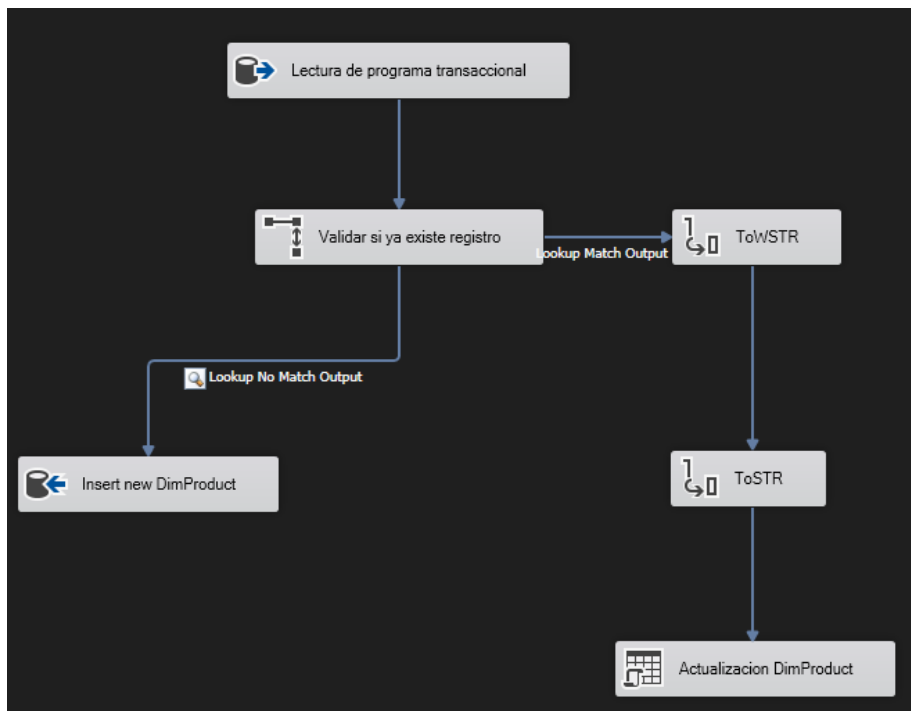 Lectura de programa transaccional
Validar si ya existe registro
Lookup Match Output
ToWSTR
Lookup No Match Output
Insert new DimProduct
ToSTR
Actualizacion DimProduct